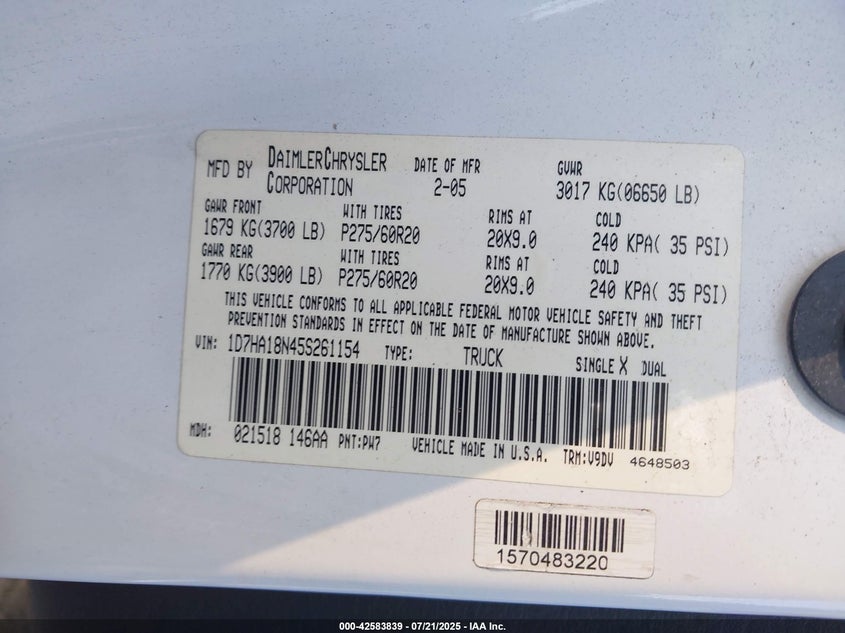 MFD BY DAIMLERCHRYSLER CORPORATION DATE OF MFR 2-05 GVWR 3017 KG(06650 LB)
GAWR FRONT WITH TIRES RIMS AT COLD
1679 KG(3700 LB) P275/60R20 20X9.0 240 KPA( 35 PSI)
GAWR REAR WITH TIRES RIMS AT COLD
1770 KG(3900 LB) P275/60R20 20X9.0 240 KPA( 35 PSI)
THIS VEHICLE CONFORMS TO ALL APPLICABLE FEDERAL MOTOR VEHICLE SAFETY AND THEFT
PREVENTION STANDARDS IN EFFECT ON THE DATE OF MANUFACTURE SHOWN ABOVE.
VIN: 1D7HA18N45S261154 TYPE: TRUCK SINGLE X DUAL
MDH: 021518 146AA PNT:PW7 VEHICLE MADE IN U.S.A. TRM:V9DV 4648503
1570483220
000-42583839 / 07/21/2025 - IAA Inc.